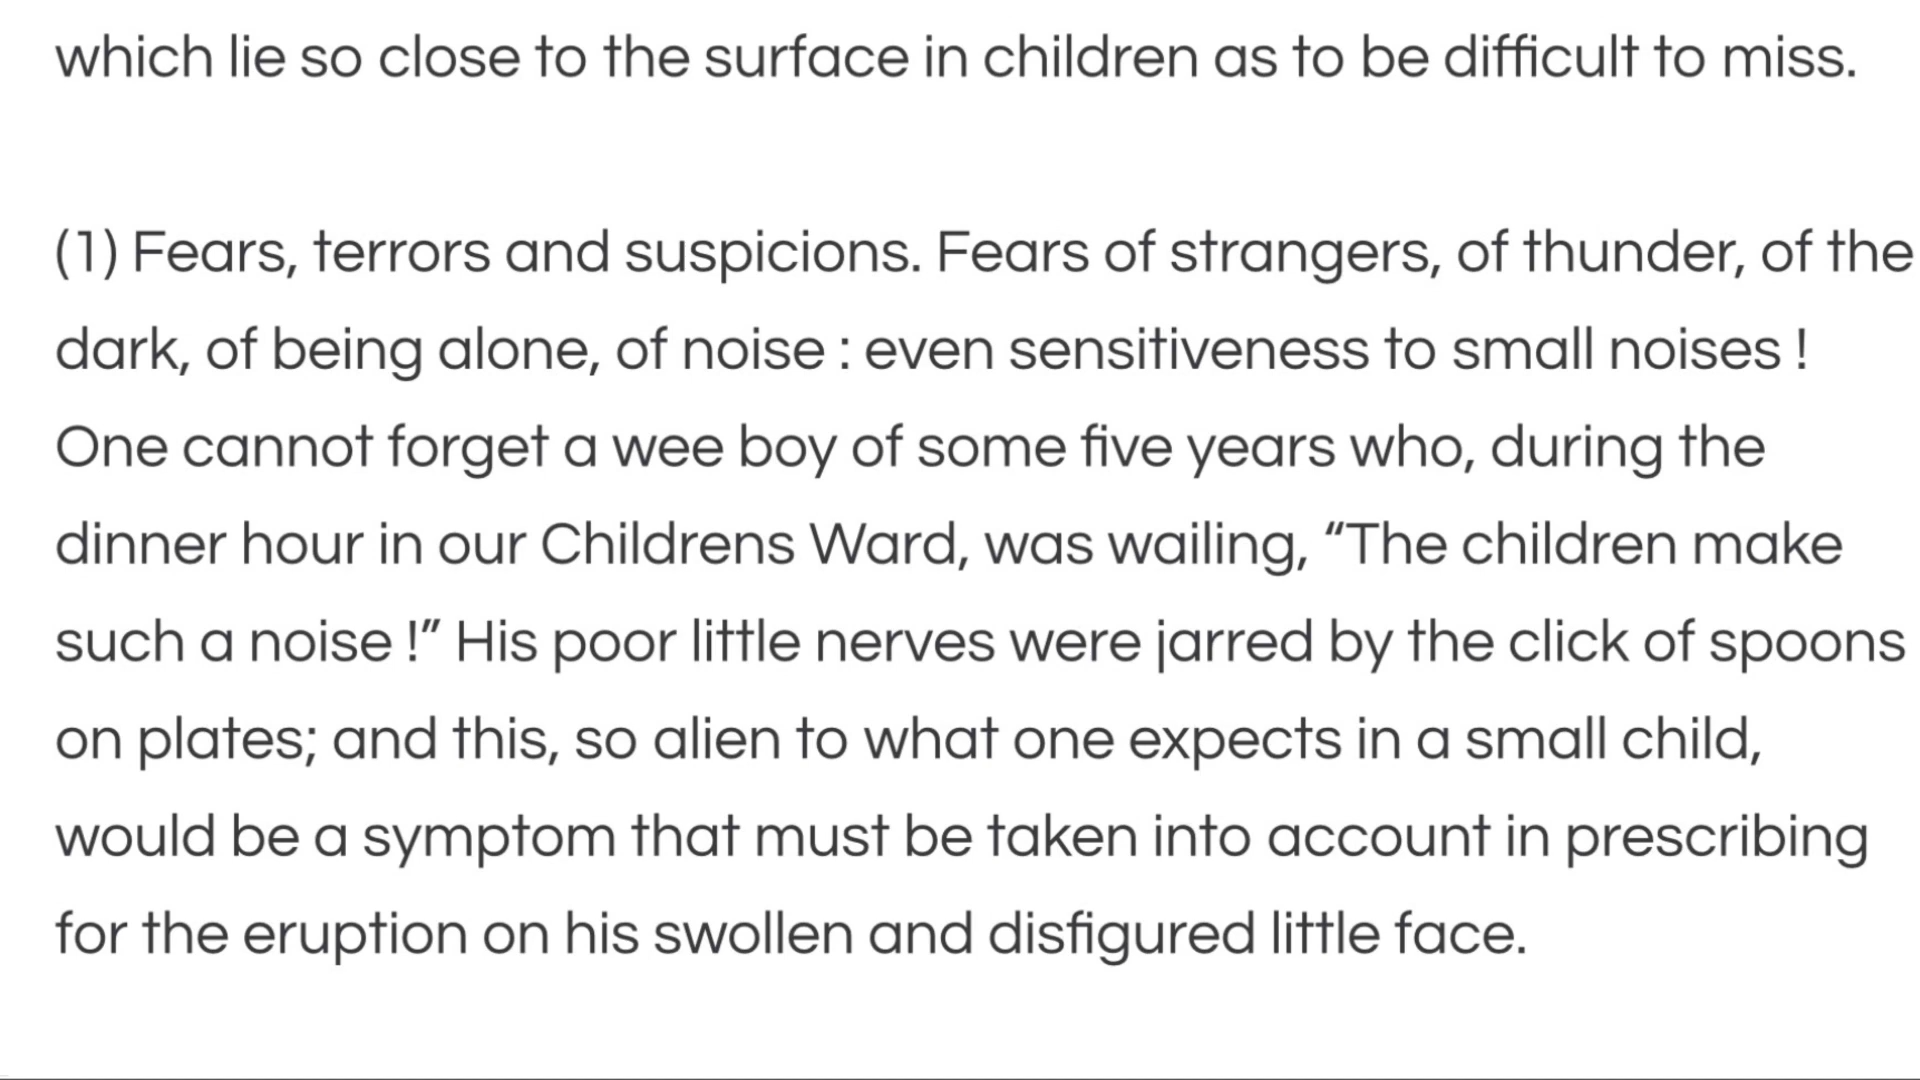 which lie so close to the surface in children as to be difficult to miss.
(1) Fears, terrors and suspicions. Fears of strangers, of thunder, of the
dark, of being alone, of noise : even sensitiveness to small noises !
One cannot forget a wee boy of some five years who, during the
dinner hour in our Childrens Ward, was wailing, “The children make
such a noise !” His poor little nerves were jarred by the click of spoons
on plates; and this, so alien to what one expects in a small child,
would be a symptom that must be taken into account in prescribing
for the eruption on his swollen and disfigured little face.